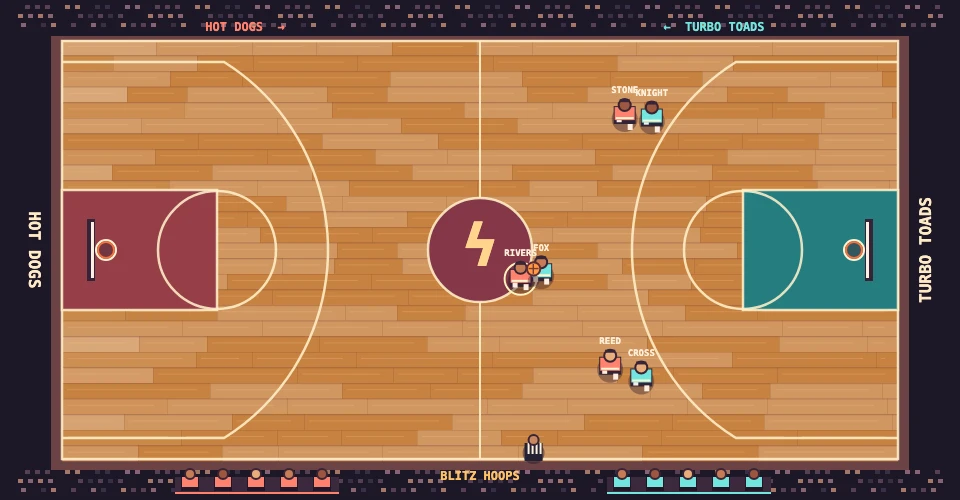 HOT DOGS →
← TURBO TOADS
STONE
KNIGHT
HOT DOGS
TURBO TOADS
RIVERS
FOX
REED
CROSS
BLITZ HOOPS